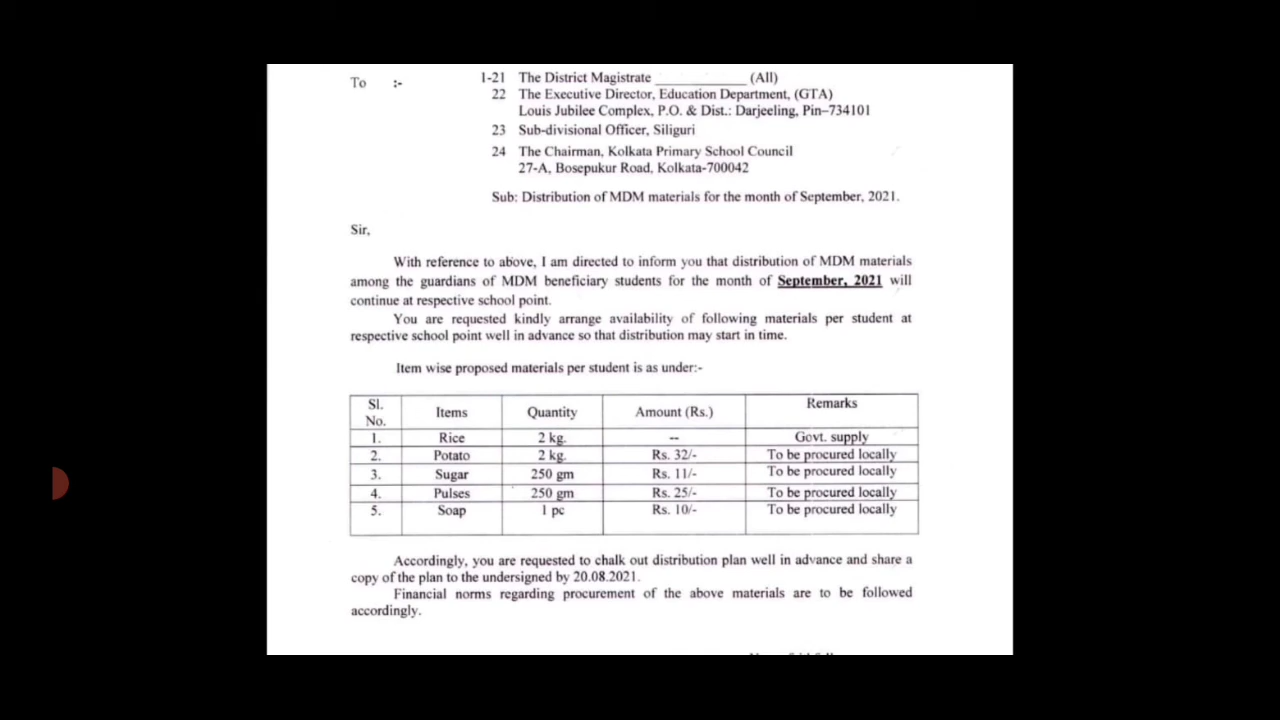 To :- 1-21 The District Magistrate ____________ (All)
22 The Executive Director, Education Department, (GTA)
Louis Jubilee Complex, P.O. & Dist.: Darjeeling, Pin–734101
23 Sub-divisional Officer, Siliguri
24 The Chairman, Kolkata Primary School Council
27-A, Bosepukur Road, Kolkata-700042
Sub: Distribution of MDM materials for the month of September, 2021.
Sir,
With reference to above, I am directed to inform you that distribution of MDM materials
among the guardians of MDM beneficiary students for the month of September, 2021 will
continue at respective school point.
You are requested kindly arrange availability of following materials per student at
respective school point well in advance so that distribution may start in time.
Item wise proposed materials per student is as under:-
Sl. No. Items Quantity Amount (Rs.) Remarks
1. Rice 2 kg. -- Govt. supply
2. Potato 2 kg. Rs. 32/- To be procured locally
3. Sugar 250 gm Rs. 11/- To be procured locally
4. Pulses 250 gm Rs. 25/- To be procured locally
5. Soap 1 pc Rs. 10/- To be procured locally
Accordingly, you are requested to chalk out distribution plan well in advance and share a
copy of the plan to the undersigned by 20.08.2021.
Financial norms regarding procurement of the above materials are to be followed
accordingly.